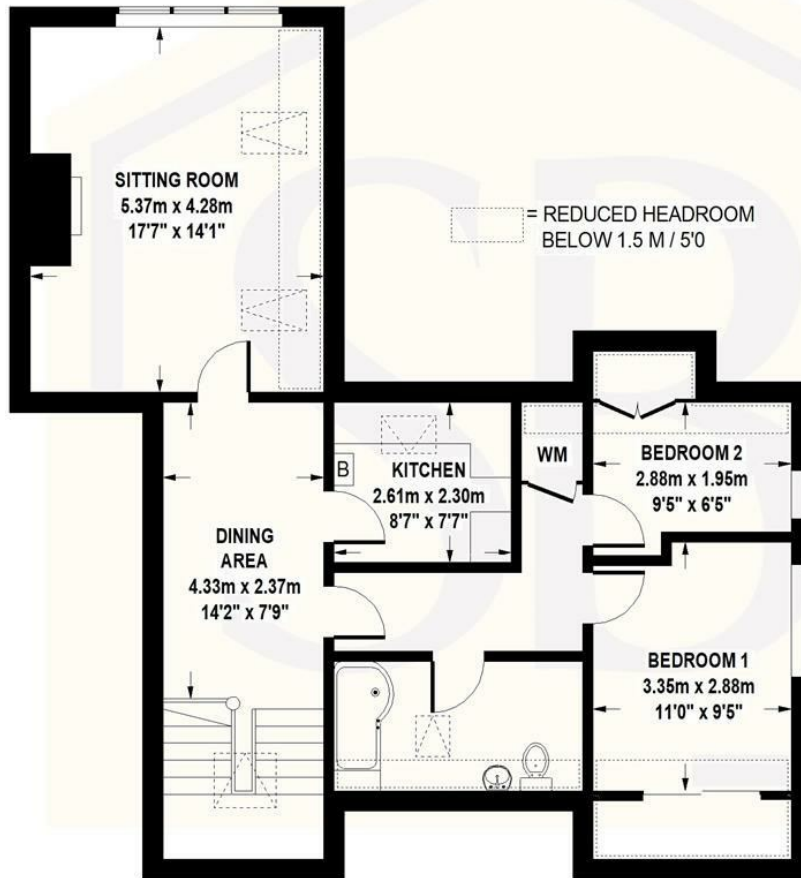 SITTING ROOM
5.37m x 4.28m
17'7" x 14'1"
= REDUCED HEADROOM
BELOW 1.5 M / 5'0
B
KITCHEN
2.61m x 2.30m
8'7" x 7'7"
WM
BEDROOM 2
2.88m x 1.95m
9'5" x 6'5"
DINING
AREA
4.33m x 2.37m
14'2" x 7'9"
BEDROOM 1
3.35m x 2.88m
11'0" x 9'5"
SB